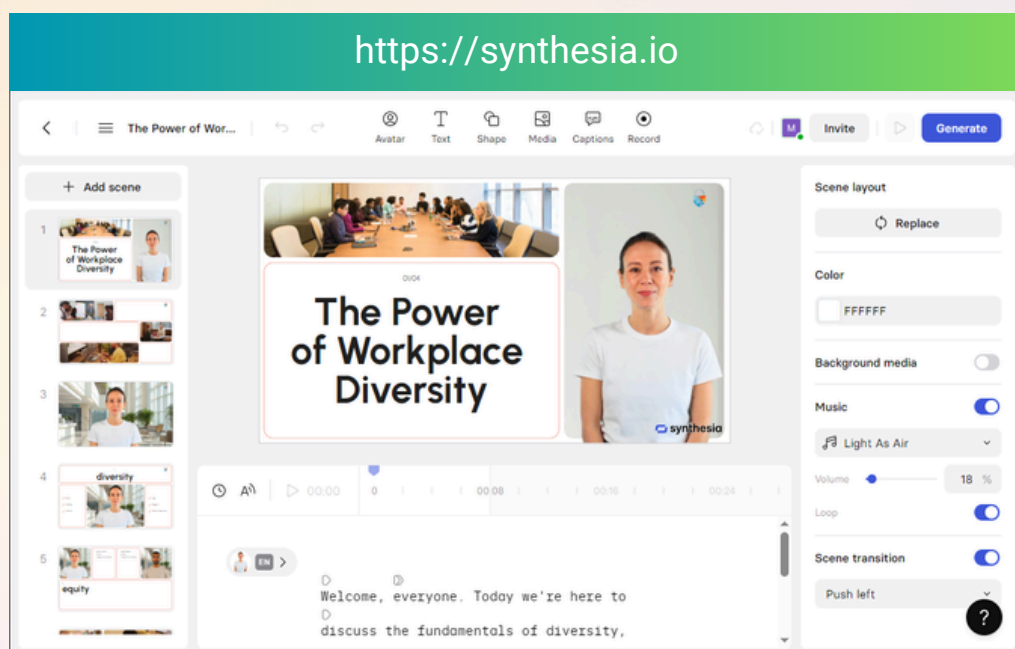 https://synthesia.io
The Power of Wor...
Avatar
Text
Shape
Media
Captions
Record
M
Invite
Generate
+ Add scene
1
The Power
of Workplace
Diversity
2
3
4
diversity
5
equity
01/04
The Power
of Workplace
Diversity
synthesia
00:00
0
00:08
00:16
00:24
EN
Welcome, everyone. Today we're here to
discuss the fundamentals of diversity,
Scene layout
Replace
Color
FFFFFF
Background media
Music
Light As Air
Volume
18 %
Loop
Scene transition
Push left
?